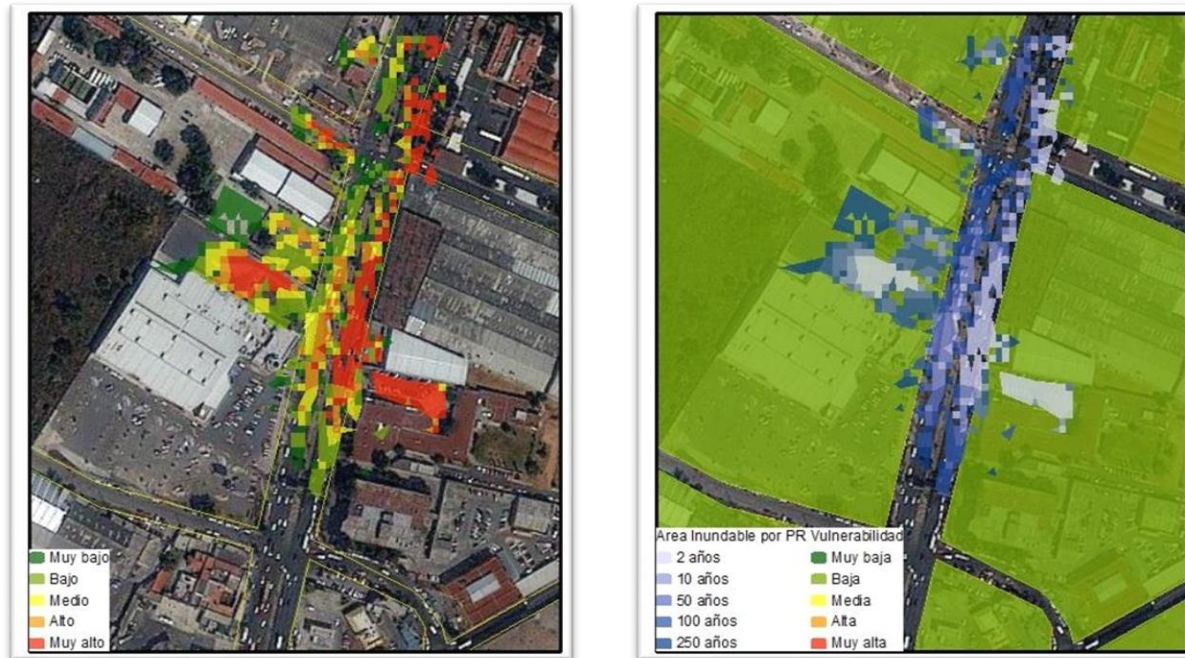 Muy bajo
Bajo
Medio
Alto
Muy alto
Area Inundable por PR Vulnerabilidad
2 años Muy baja
10 años Baja
50 años Media
100 años Alta
250 años Muy alta